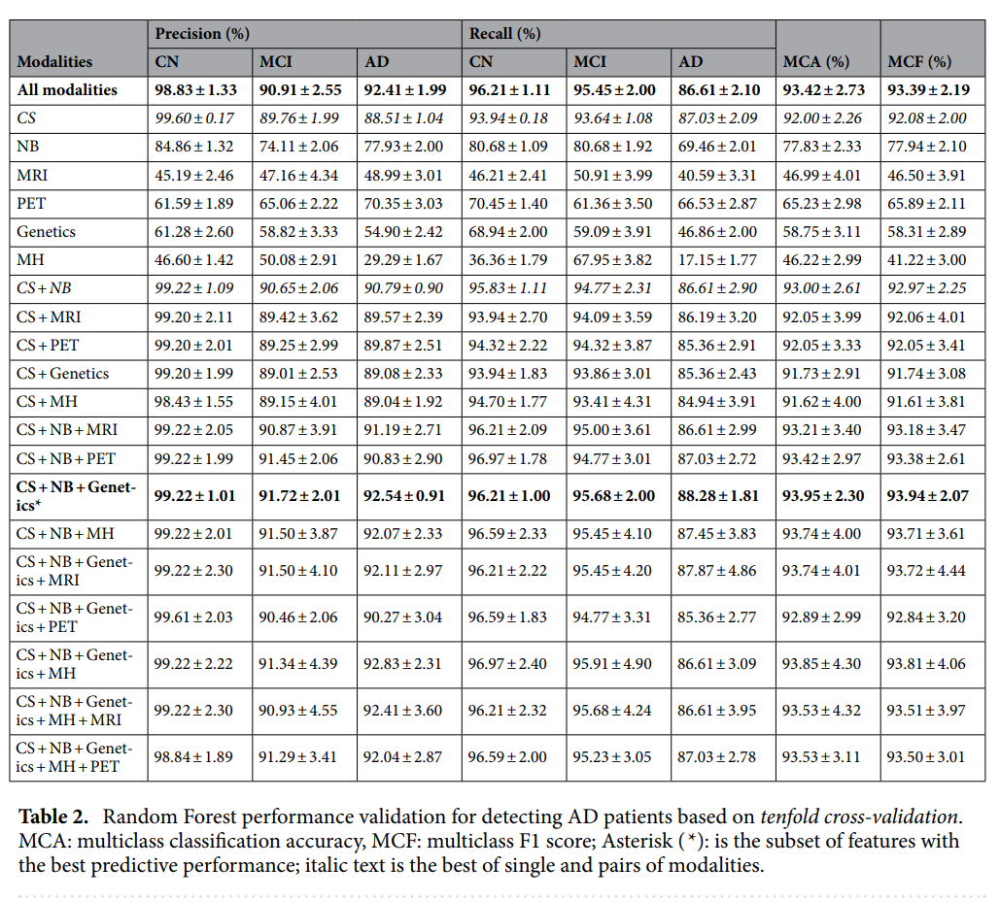 Precision (%) Recall (%)
Modalities CN MCI AD CN MCI AD MCA (%) MCF (%)
All modalities 98.83 ± 1.33 90.91 ± 2.55 92.41 ± 1.99 96.21 ± 1.11 95.45 ± 2.00 86.61 ± 2.10 93.42 ± 2.73 93.39 ± 2.19
CS 99.60 ± 0.17 89.76 ± 1.99 88.51 ± 1.04 93.94 ± 0.18 93.64 ± 1.08 87.03 ± 2.09 92.00 ± 2.26 92.08 ± 2.00
NB 84.86 ± 1.32 74.11 ± 2.06 77.93 ± 2.00 80.68 ± 1.09 80.68 ± 1.92 69.46 ± 2.01 77.83 ± 2.33 77.94 ± 2.10
MRI 45.19 ± 2.46 47.16 ± 4.34 48.99 ± 3.01 46.21 ± 2.41 50.91 ± 3.99 40.59 ± 3.31 46.99 ± 4.01 46.50 ± 3.91
PET 61.59 ± 1.89 65.06 ± 2.22 70.35 ± 3.03 70.45 ± 1.40 61.36 ± 3.50 66.53 ± 2.87 65.23 ± 2.98 65.89 ± 2.11
Genetics 61.28 ± 2.60 58.82 ± 3.33 54.90 ± 2.42 68.94 ± 2.00 59.09 ± 3.91 46.86 ± 2.00 58.75 ± 3.11 58.31 ± 2.89
MH 46.60 ± 1.42 50.08 ± 2.91 29.29 ± 1.67 36.36 ± 1.79 67.95 ± 3.82 17.15 ± 1.77 46.22 ± 2.99 41.22 ± 3.00
CS + NB 99.22 ± 1.09 90.65 ± 2.06 90.79 ± 0.90 95.83 ± 1.11 94.77 ± 2.31 86.61 ± 2.90 93.00 ± 2.61 92.97 ± 2.25
CS + MRI 99.20 ± 2.11 89.42 ± 3.62 89.57 ± 2.39 93.94 ± 2.70 94.09 ± 3.59 86.19 ± 3.20 92.05 ± 3.99 92.06 ± 4.01
CS + PET 99.20 ± 2.01 89.25 ± 2.99 89.87 ± 2.51 94.32 ± 2.22 94.32 ± 3.87 85.36 ± 2.91 92.05 ± 3.33 92.05 ± 3.41
CS + Genetics 99.20 ± 1.99 89.01 ± 2.53 89.08 ± 2.33 93.94 ± 1.83 93.86 ± 3.01 85.36 ± 2.43 91.73 ± 2.91 91.74 ± 3.08
CS + MH 98.43 ± 1.55 89.15 ± 4.01 89.04 ± 1.92 94.70 ± 1.77 93.41 ± 4.31 84.94 ± 3.91 91.62 ± 4.00 91.61 ± 3.81
CS + NB + MRI 99.22 ± 2.05 90.87 ± 3.91 91.19 ± 2.71 96.21 ± 2.09 95.00 ± 3.61 86.61 ± 2.99 93.21 ± 3.40 93.18 ± 3.47
CS + NB + PET 99.22 ± 1.99 91.45 ± 2.06 90.83 ± 2.90 96.97 ± 1.78 94.77 ± 3.01 87.03 ± 2.72 93.42 ± 2.97 93.38 ± 2.61
CS + NB + Genet-
ics* 99.22 ± 1.01 91.72 ± 2.01 92.54 ± 0.91 96.21 ± 1.00 95.68 ± 2.00 88.28 ± 1.81 93.95 ± 2.30 93.94 ± 2.07
CS + NB + MH 99.22 ± 2.01 91.50 ± 3.87 92.07 ± 2.33 96.59 ± 2.33 95.45 ± 4.10 87.45 ± 3.83 93.74 ± 4.00 93.71 ± 3.61
CS + NB + Genet-
ics + MRI 99.22 ± 2.30 91.50 ± 4.10 92.11 ± 2.97 96.21 ± 2.22 95.45 ± 4.20 87.87 ± 4.86 93.74 ± 4.01 93.72 ± 4.44
CS + NB + Genet-
ics + PET 99.61 ± 2.03 90.46 ± 2.06 90.27 ± 3.04 96.59 ± 1.83 94.77 ± 3.31 85.36 ± 2.77 92.89 ± 2.99 92.84 ± 3.20
CS + NB + Genet-
ics + MH 99.22 ± 2.22 91.34 ± 4.39 92.83 ± 2.31 96.97 ± 2.40 95.91 ± 4.90 86.61 ± 3.09 93.85 ± 4.30 93.81 ± 4.06
CS + NB + Genet-
ics + MH + MRI 99.22 ± 2.30 90.93 ± 4.55 92.41 ± 3.60 96.21 ± 2.32 95.68 ± 4.24 86.61 ± 3.95 93.53 ± 4.32 93.51 ± 3.97
CS + NB + Genet-
ics + MH + PET 98.84 ± 1.89 91.29 ± 3.41 92.04 ± 2.87 96.59 ± 2.00 95.23 ± 3.05 87.03 ± 2.78 93.53 ± 3.11 93.50 ± 3.01
Table 2. Random Forest performance validation for detecting AD patients based on tenfold cross-validation.
MCA: multiclass classification accuracy, MCF: multiclass F1 score; Asterisk (*): is the subset of features with
the best predictive performance; italic text is the best of single and pairs of modalities.